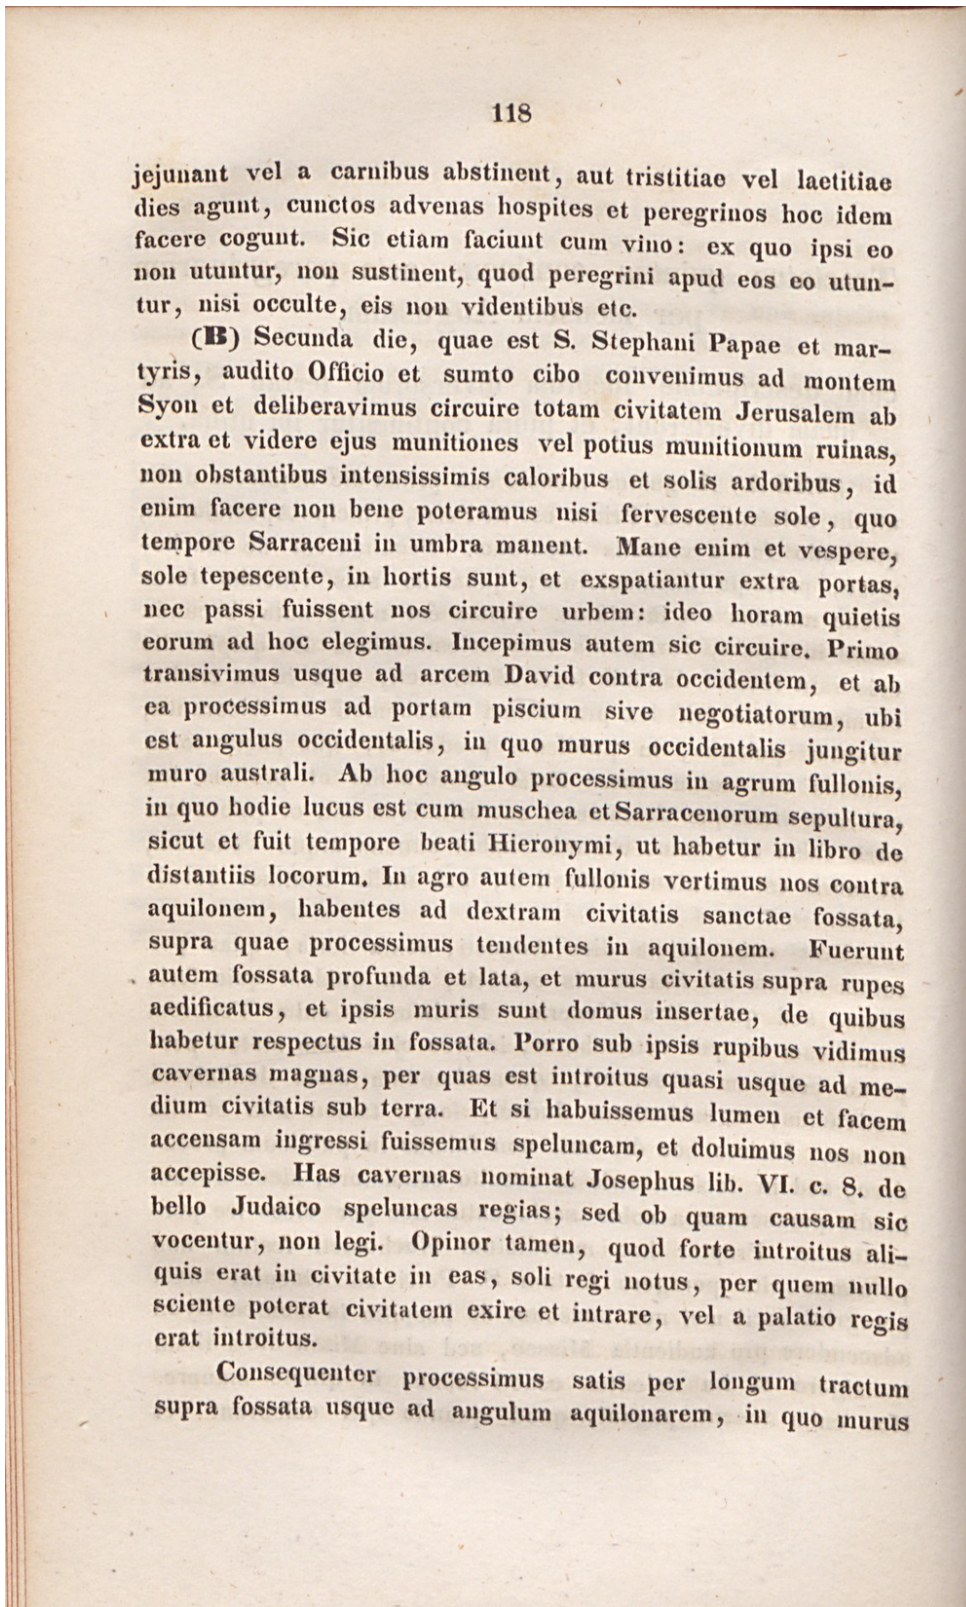 118
jejunant vel a carnibus abstinent, aut tristitiae vel laetitiae
dies agunt, cunctos advenas hospites et peregrinos hoc idem
facere cogunt. Sic etiam faciunt cum vino: ex quo ipsi eo
non utuntur, non sustinent, quod peregrini apud eos eo utun-
tur, nisi occulte, eis non videntibus etc.
(B) Secunda die, quae est S. Stephani Papae et mar-
tyris, audito Officio et sumto cibo convenimus ad montem
Syon et deliberavimus circuire totam civitatem Jerusalem ab
extra et videre ejus munitiones vel potius munitionum ruinas,
non obstantibus intensissimis caloribus et solis ardoribus, id
enim facere non bene poteramus nisi fervescente sole, quo
tempore Sarraceni in umbra manent. Mane enim et vespere,
sole tepescente, in hortis sunt, et exspatiantur extra portas,
nec passi fuissent nos circuire urbem: ideo horam quietis
eorum ad hoc elegimus. Incepimus autem sic circuire. Primo
transivimus usque ad arcem David contra occidentem, et ab
ea processimus ad portam piscium sive negotiatorum, ubi
est angulus occidentalis, in quo murus occidentalis jungitur
muro australi. Ab hoc angulo processimus in agrum fullonis,
in quo hodie lucus est cum muschea et Sarracenorum sepultura,
sicut et fuit tempore beati Hieronymi, ut habetur in libro de
distantiis locorum. In agro autem fullonis vertimus nos contra
aquilonem, habentes ad dextram civitatis sanctae fossata,
supra quae processimus tendentes in aquilonem. Fuerunt
autem fossata profunda et lata, et murus civitatis supra rupes
aedificatus, et ipsis muris sunt domus insertae, de quibus
habetur respectus in fossata. Porro sub ipsis rupibus vidimus
cavernas magnas, per quas est introitus quasi usque ad me-
dium civitatis sub terra. Et si habuissemus lumen et facem
accensam ingressi fuissemus speluncam, et doluimus nos non
accepisse. Has cavernas nominat Josephus lib. VI. c. 8. de
bello Judaico speluncas regias; sed ob quam causam sic
vocentur, non legi. Opinor tamen, quod forte introitus ali-
quis erat in civitate in eas, soli regi notus, per quem nullo
sciente poterat civitatem exire et intrare, vel a palatio regis
erat introitus.
Consequenter processimus satis per longum tractum
supra fossata usque ad angulum aquilonarem, in quo murus